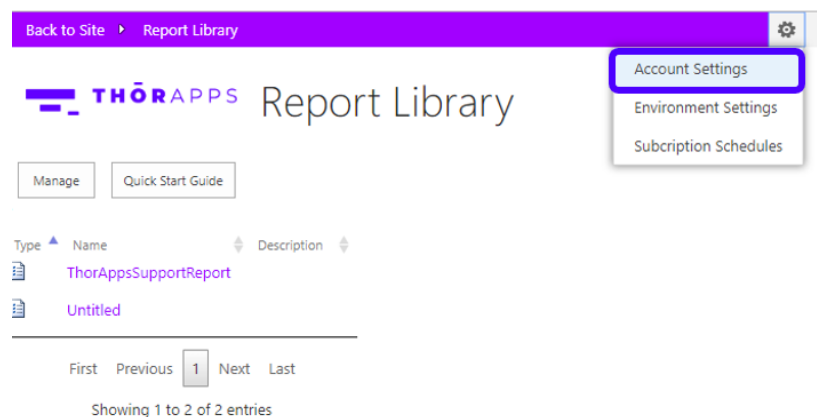 Back to Site Report Library
Account Settings
Environment Settings
Subcription Schedules
THŌRAPPS Report Library
Manage Quick Start Guide
Type Name Description
ThorAppsSupportReport
Untitled
First Previous 1 Next Last
Showing 1 to 2 of 2 entries